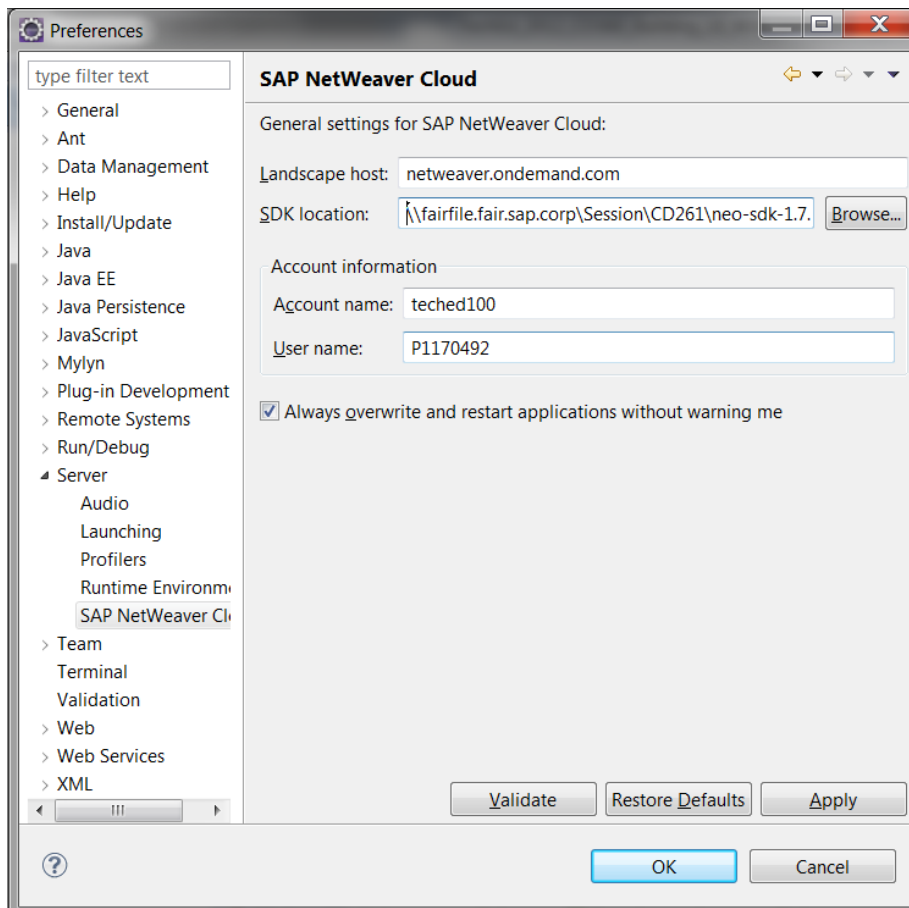 Preferences
type filter text
General
Ant
Data Management
Help
Install/Update
Java
Java EE
Java Persistence
JavaScript
Mylyn
Plug-in Development
Remote Systems
Run/Debug
Server
Audio
Launching
Profilers
Runtime Environm
SAP NetWeaver Cl
Team
Terminal
Validation
Web
Web Services
XML
SAP NetWeaver Cloud
General settings for SAP NetWeaver Cloud:
Landscape host: netweaver.ondemand.com
SDK location: \\fairfile.fair.sap.corp\Session\CD261\neo-sdk-1.7. Browse...
Account information
Account name: teched100
User name: P1170492
Always overwrite and restart applications without warning me
Validate Restore Defaults Apply
OK Cancel